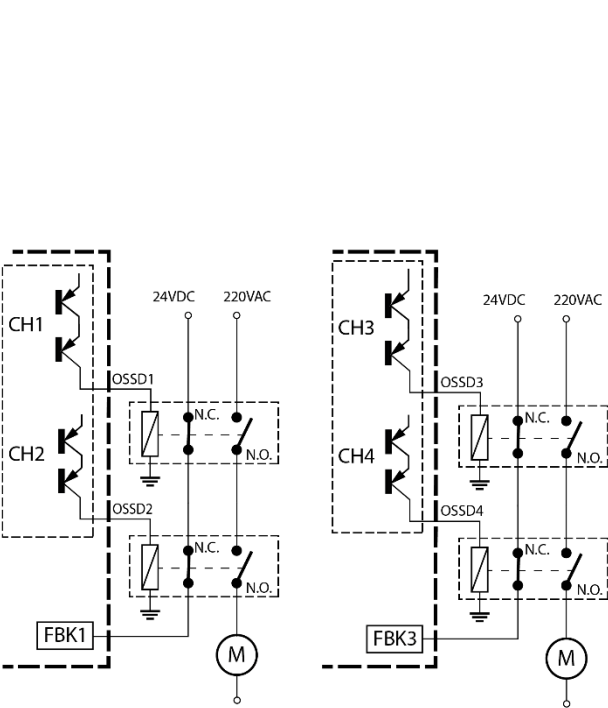 24VDC 220VAC
CH1
OSSD1
N.C.
N.O.
CH2
OSSD2
N.C.
N.O.
FBK1
M
24VDC 220VAC
CH3
OSSD3
N.C.
N.O.
CH4
OSSD4
N.C.
N.O.
FBK3
M